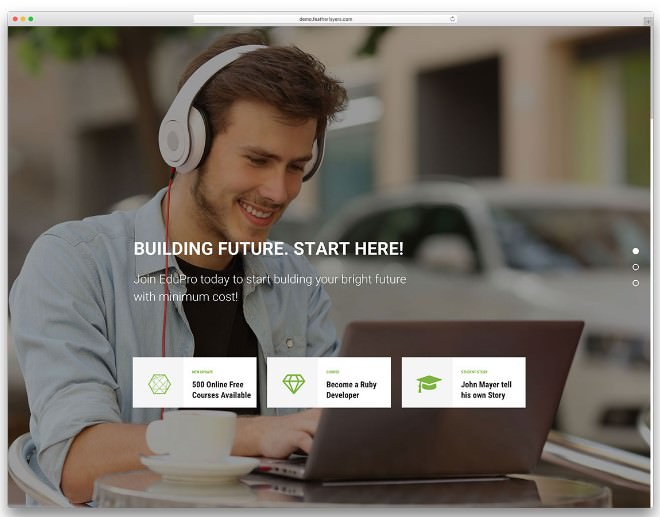 demo.featherlayers.com
BUILDING FUTURE. START HERE!
Join EduPro today to start bulding your bright future
with minimum cost!
500 Online Free
Courses Available
COURSE
Become a Ruby
Developer
STUDENT STORY
John Mayer tell
his own Story